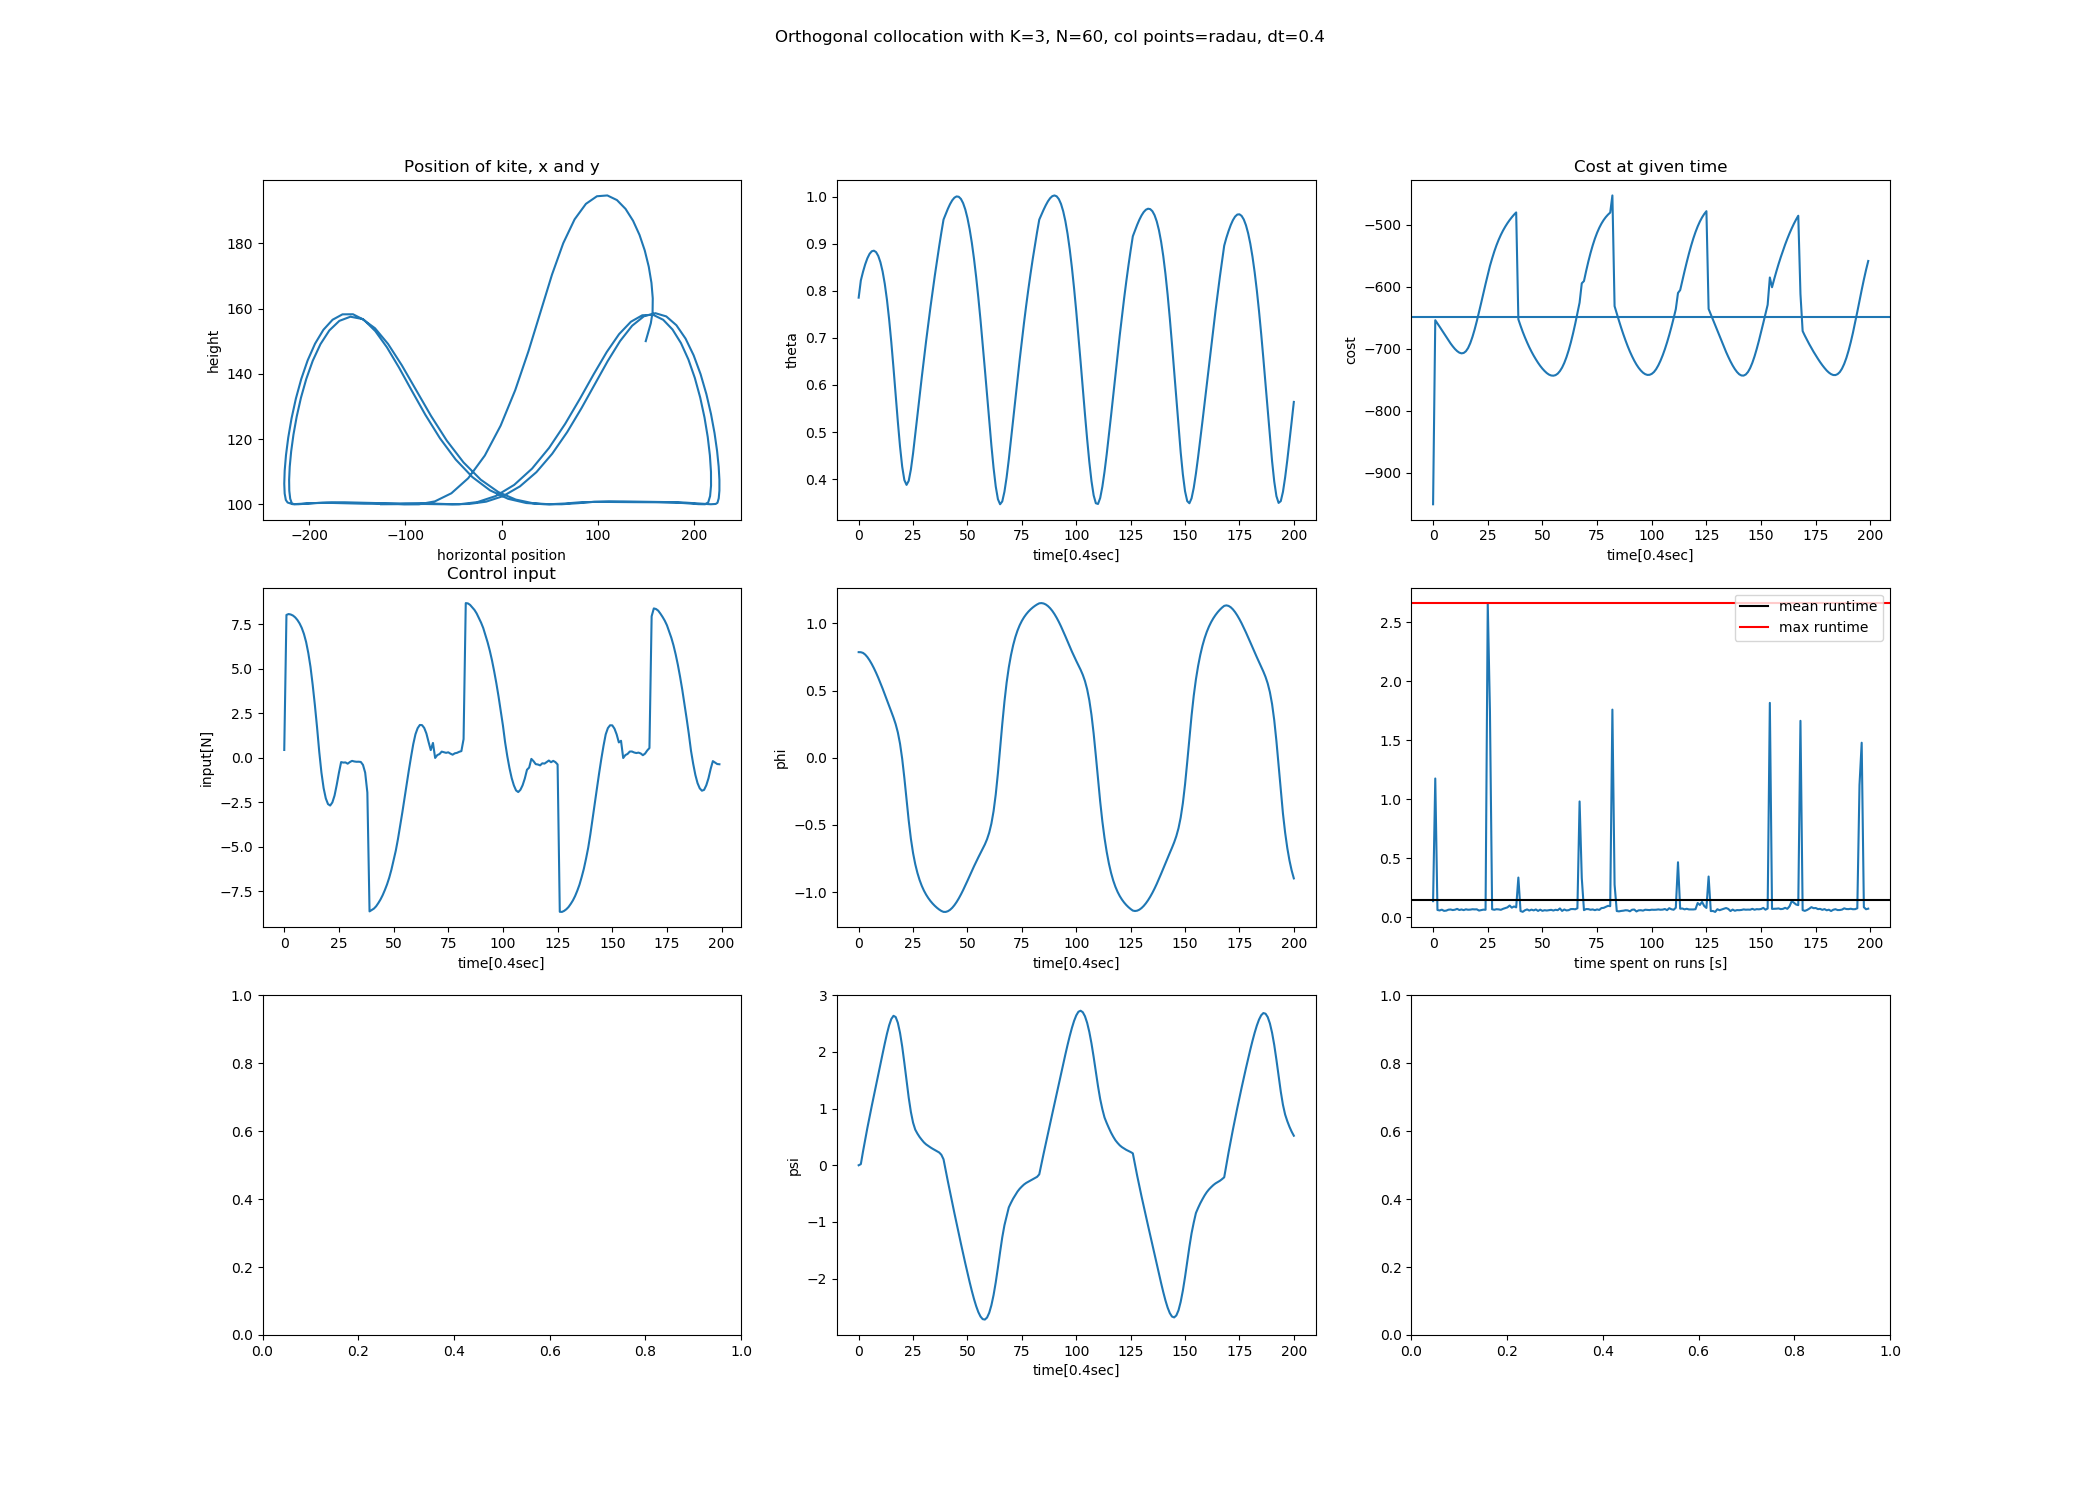 Orthogonal collocation with K=3, N=60, col points=radau, dt=0.4
Position of kite, x and y
180
160
140
120
100
height
−200 −100 0 100 200
horizontal position
1.0
0.9
0.8
0.7
0.6
0.5
0.4
theta
0 25 50 75 100 125 150 175 200
time[0.4sec]
Cost at given time
−500
−600
−700
−800
−900
cost
0 25 50 75 100 125 150 175 200
time[0.4sec]
Control input
7.5
5.0
2.5
0.0
−2.5
−5.0
−7.5
input[N]
0 25 50 75 100 125 150 175 200
time[0.4sec]
1.0
0.5
0.0
−0.5
−1.0
phi
0 25 50 75 100 125 150 175 200
time[0.4sec]
mean runtime
max runtime
2.5
2.0
1.5
1.0
0.5
0.0
0 25 50 75 100 125 150 175 200
time spent on runs [s]
1.0
0.8
0.6
0.4
0.2
0.0
0.0 0.2 0.4 0.6 0.8 1.0
3
2
1
0
−1
−2
psi
0 25 50 75 100 125 150 175 200
time[0.4sec]
1.0
0.8
0.6
0.4
0.2
0.0
0.0 0.2 0.4 0.6 0.8 1.0